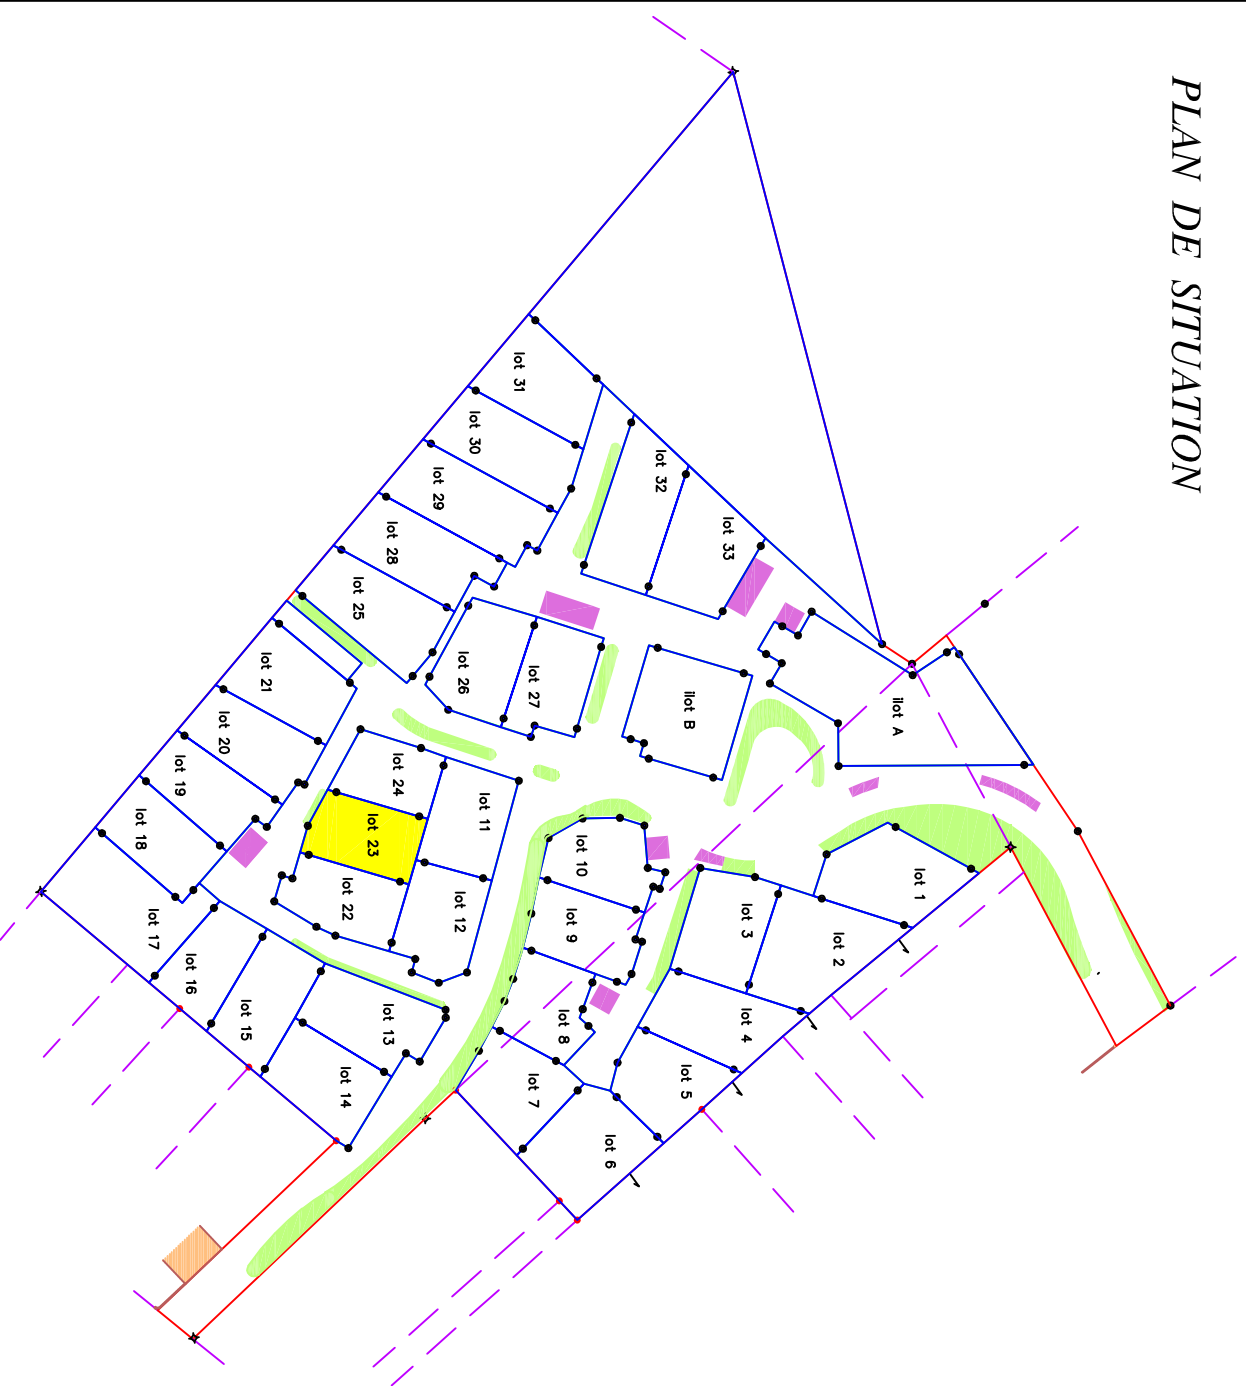 PLAN DE SITUATION
lot 31
lot 30
lot 29
lot 28
lot 25
lot 32
lot 33
lot 26
lot 27
ilot B
ilot A
lot 21
lot 20
lot 19
lot 18
lot 17
lot 16
lot 15
lot 14
lot 13
lot 24
lot 23
lot 22
lot 11
lot 12
lot 10
lot 9
lot 8
lot 7
lot 6
lot 5
lot 4
lot 3
lot 2
lot 1